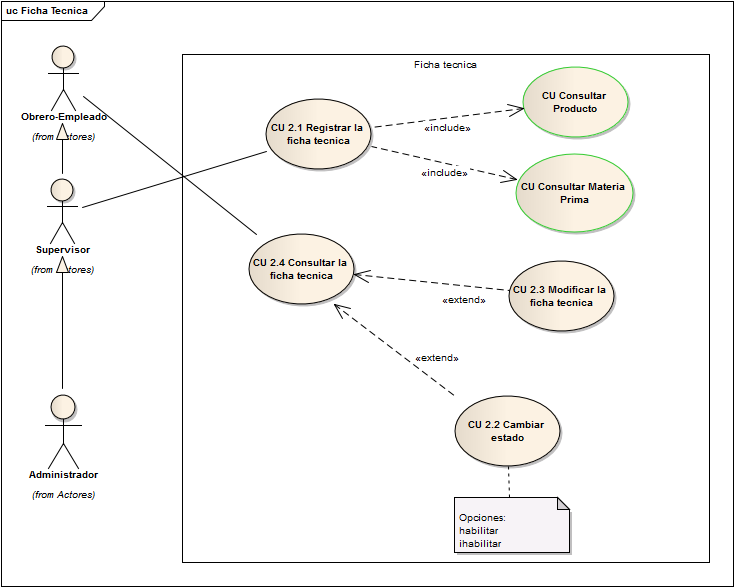 uc Ficha Tecnica
Ficha tecnica
Obrero-Empleado
(from Actores)
CU 2.1 Registrar la
ficha tecnica
CU Consultar
Producto
«include»
«include»
CU Consultar Materia
Prima
Supervisor
(from Actores)
CU 2.4 Consultar la
ficha tecnica
CU 2.3 Modificar la
ficha tecnica
«extend»
«extend»
CU 2.2 Cambiar
estado
Administrador
(from Actores)
Opciones:
habilitar
ihabilitar